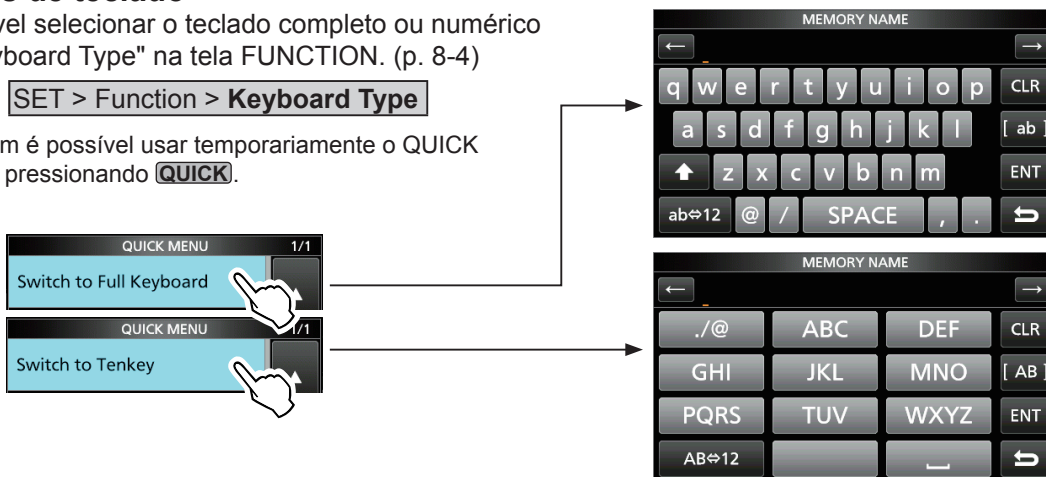 teclado
vel selecionar o teclado completo ou numérico
yboard Type" na tela FUNCTION. (p. 8-4)
SET > Function > Keyboard Type
m é possível usar temporariamente o QUICK
pressionando QUICK.
QUICK MENU 1/1
Switch to Full Keyboard
QUICK MENU 1/1
Switch to Tenkey
MEMORY NAME
← →
q w e r t y u i o p CLR
a s d f g h j k l [ ab ]
z x c v b n m ENT
ab⇔12 @ / SPACE , .
MEMORY NAME
← →
./@ ABC DEF CLR
GHI JKL MNO [ AB ]
PQRS TUV WXYZ ENT
AB⇔12